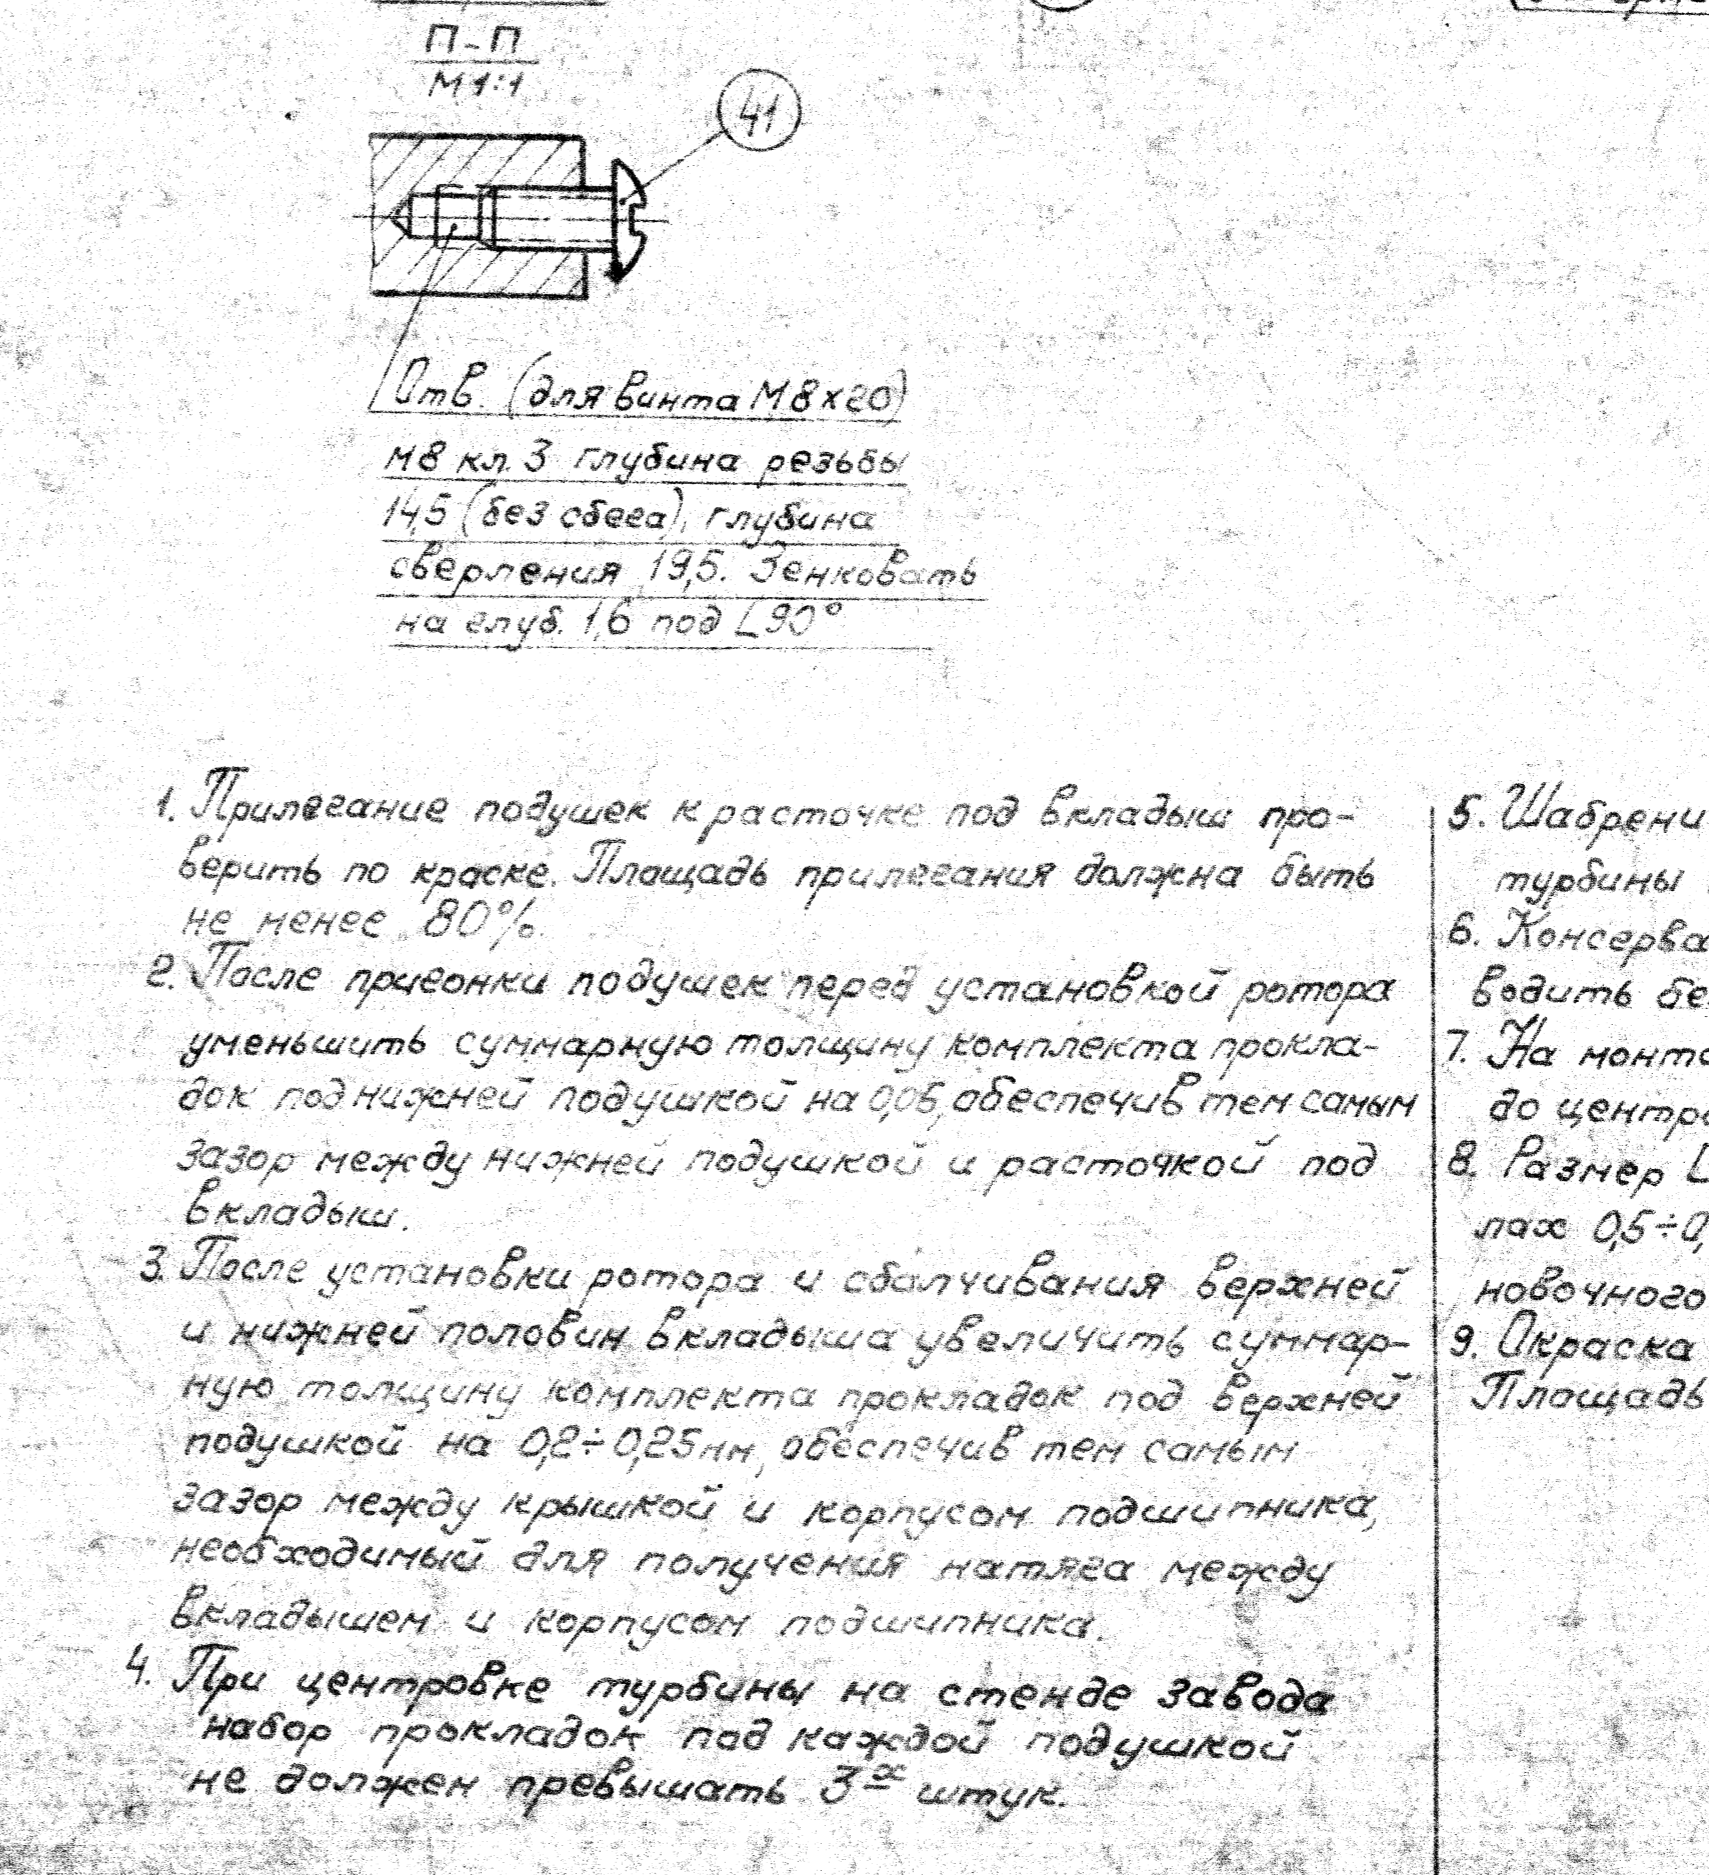 П-П
М1:1
41
Отв. (для винта М8х20)
М8 кл. 3 глубина резьбы
14,5 (без сбега), глубина
сверления 19,5. Зенковать
на глуб. 1,6 под ∠90°
1. Прилегание подушек к расточке под вкладыш про-
верить по краске. Площадь прилегания должна быть
не менее 80%.
2. После пригонки подушек перед установкой ротора
уменьшить суммарную толщину комплекта прокла-
док под нижней подушкой на 0,05, обеспечив тем самым
зазор между нижней подушкой и расточкой под
вкладыш.
3. После установки ротора и сбалчивания верхней
и нижней половин вкладыша увеличить суммар-
ную толщину комплекта прокладок под верхней
подушкой на 0,2÷0,25мм, обеспечив тем самым
зазор между крышкой и корпусом подшипника,
необходимый для получения натяга между
вкладышем и корпусом подшипника.
4. При центровке турбины на стенде завода
набор прокладок под каждой подушкой
не должен превышать 3х штук.
5. Шабрени
турбины
6. Консерва
водить бе
7. На монта
до центр
8. Размер L
лах 0,5÷0,
новочного
9. Окраска
Площадь